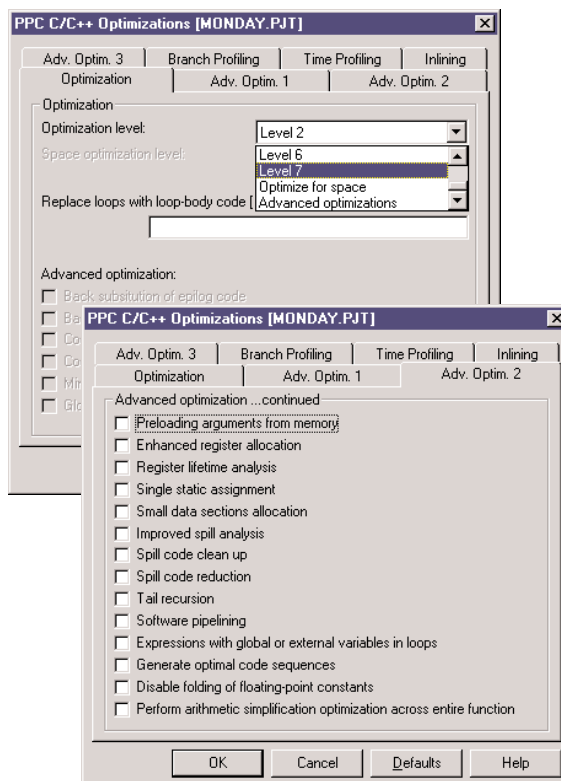 PPC C/C++ Optimizations [MONDAY.PJT]
Adv. Optim. 3 Branch Profiling Time Profiling Inlining
Optimization Adv. Optim. 1 Adv. Optim. 2
Optimization
Optimization level: Level 2
Space optimization level: Level 6
Level 7
Optimize for space
Replace loops with loop-body code [ Advanced optimizations
Advanced optimization:
Back subsitution of epilog code
Ba
Co
Co
Min
Glo
PPC C/C++ Optimizations [MONDAY.PJT]
Adv. Optim. 3 Branch Profiling Time Profiling Inlining
Optimization Adv. Optim. 1 Adv. Optim. 2
Advanced optimization ...continued
Preloading arguments from memory
Enhanced register allocation
Register lifetime analysis
Single static assignment
Small data sections allocation
Improved spill analysis
Spill code clean up
Spill code reduction
Tail recursion
Software pipelining
Expressions with global or external variables in loops
Generate optimal code sequences
Disable folding of floating-point constants
Perform arithmetic simplification optimization across entire function
OK Cancel Defaults Help